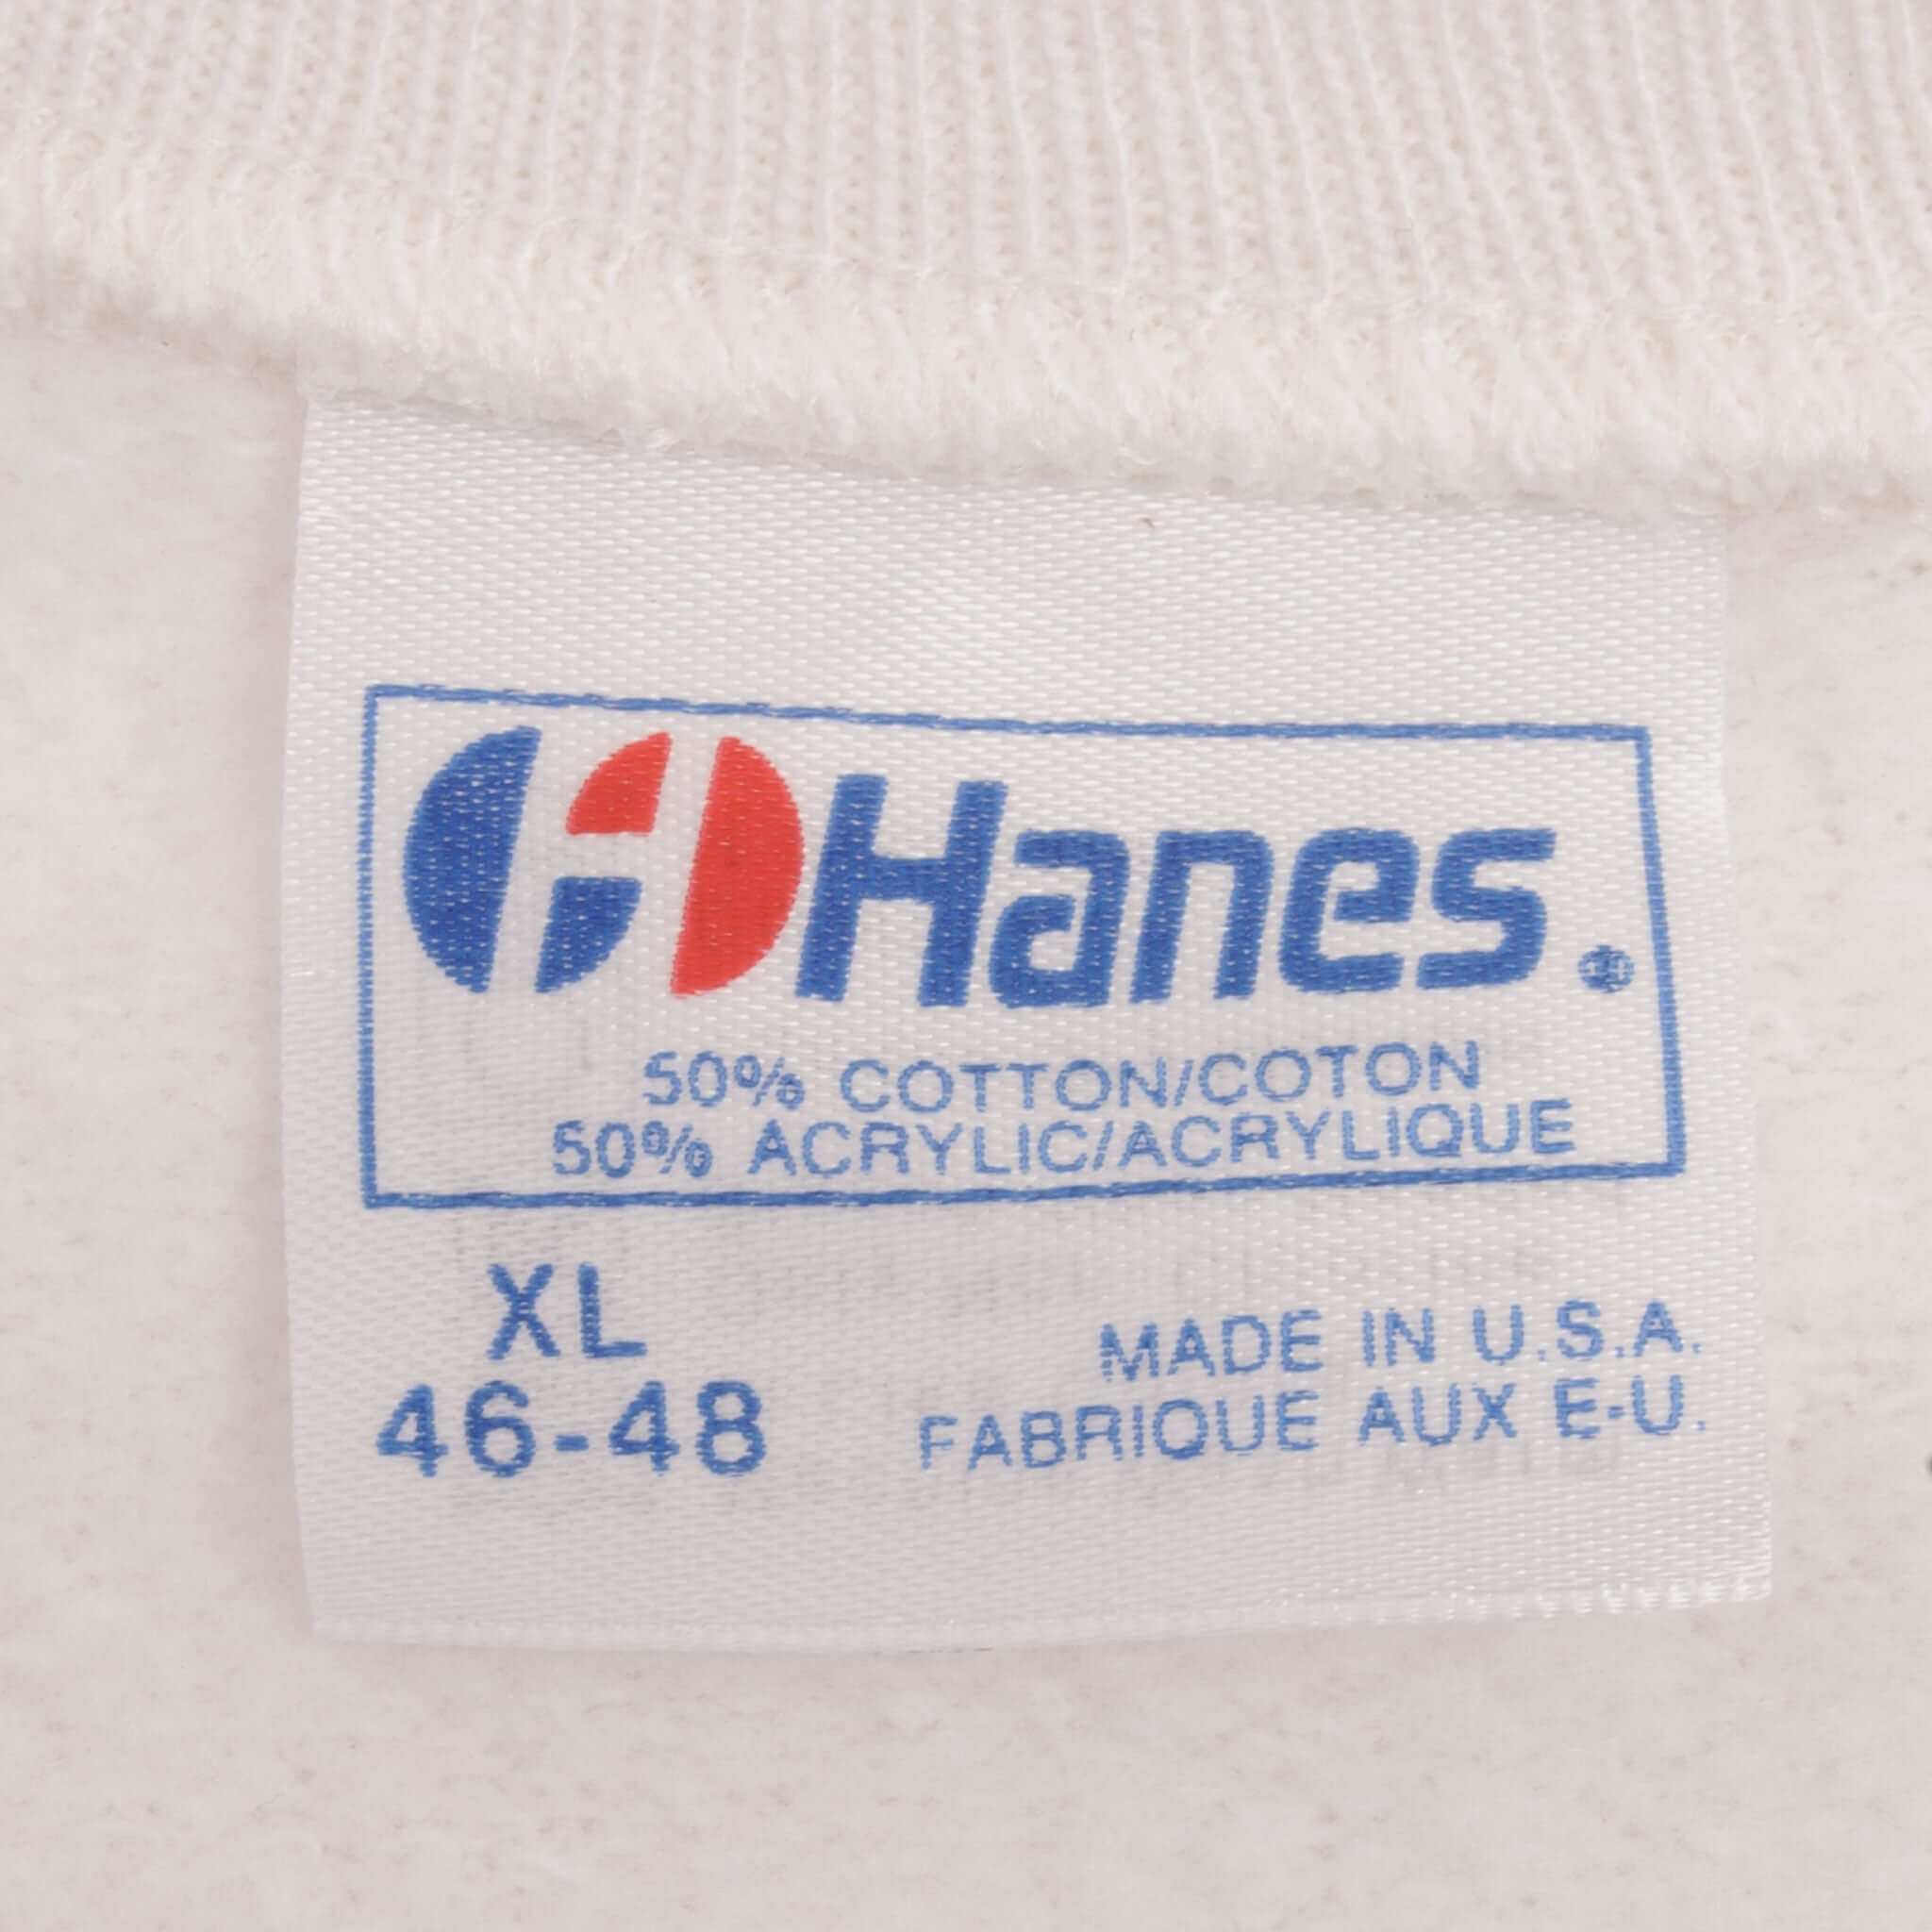 Hanes®
50% COTTON/COTON
50% ACRYLIC/ACRYLIQUE
XL
46-48
MADE IN U.S.A.
FABRIQUE AUX E-U.